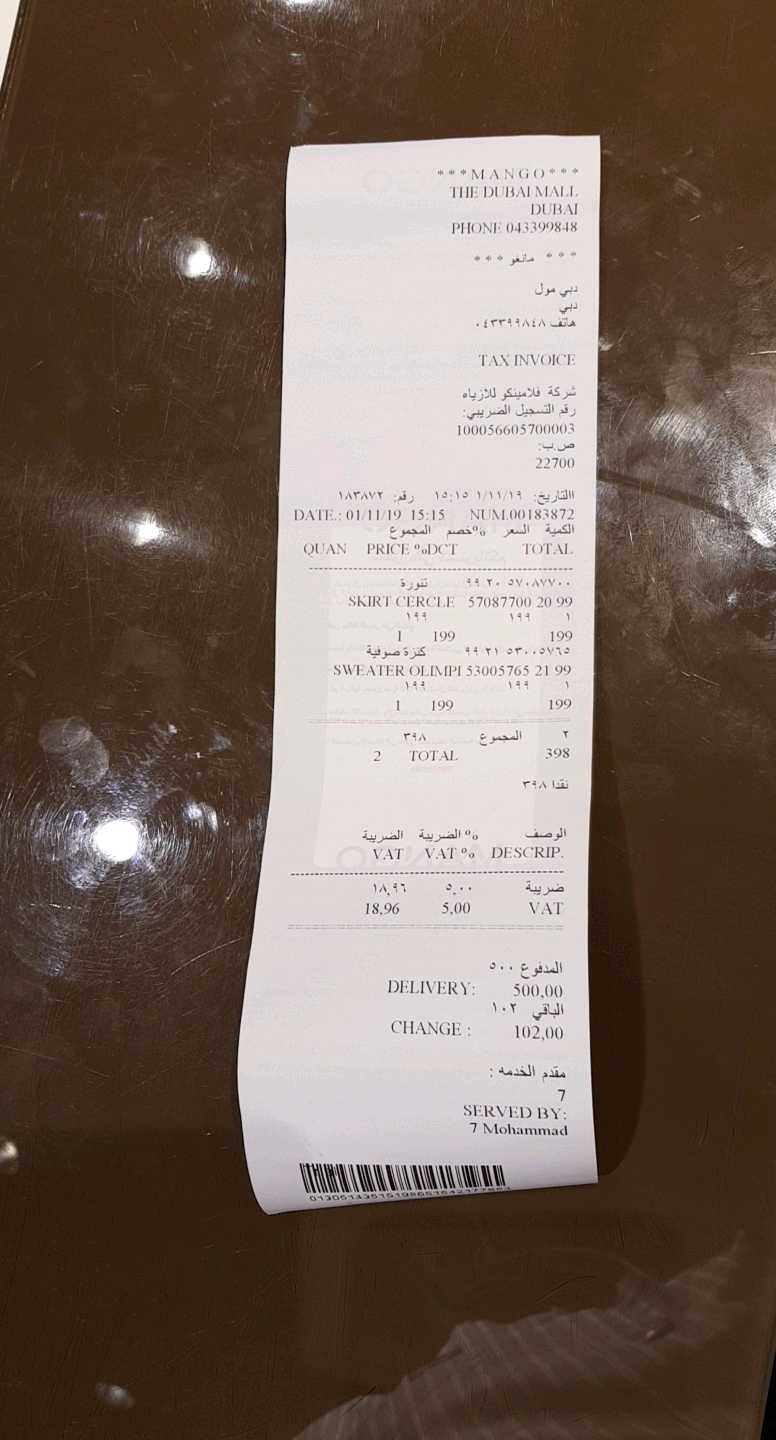 ***MANGO***
THE DUBAI MALL
DUBAI
PHONE 043399848
*** مانغو ***
دبي مول
دبي
هاتف ٠٤٣٣٩٩٨٤٨
TAX INVOICE
شركة فلامينكو للازياء
رقم التسجيل الضريبي:
100056605700003
ص.ب:
22700
االتاريخ: ١/١١/١٩ ١٥:١٥ رقم: ١٨٣٨٧٢
DATE.: 01/11/19 15:15 NUM.00183872
الكمية السعر %خصم المجموع
QUAN PRICE %DCT TOTAL
تنورة ٥٧٠٨٧٧٠٠ ٢٠ ٩٩
SKIRT CERCLE 57087700 20 99
١ ١٩٩ ١٩٩
1 199 199
كنزة صوفية ٥٣٠٠٥٧٦٥ ٢١ ٩٩
SWEATER OLIMPI 53005765 21 99
١ ١٩٩ ١٩٩
1 199 199
٢ المجموع ٣٩٨
2 TOTAL 398
نقدا ٣٩٨
الوصف % الضريبة الضريبة
VAT VAT % DESCRIP.
ضريبة ٥,٠٠ ١٨,٩٦
18,96 5,00 VAT
المدفوع ٥٠٠
DELIVERY: 500,00
الباقي ١٠٢
CHANGE : 102,00
مقدم الخدمه :
7
SERVED BY:
7 Mohammad